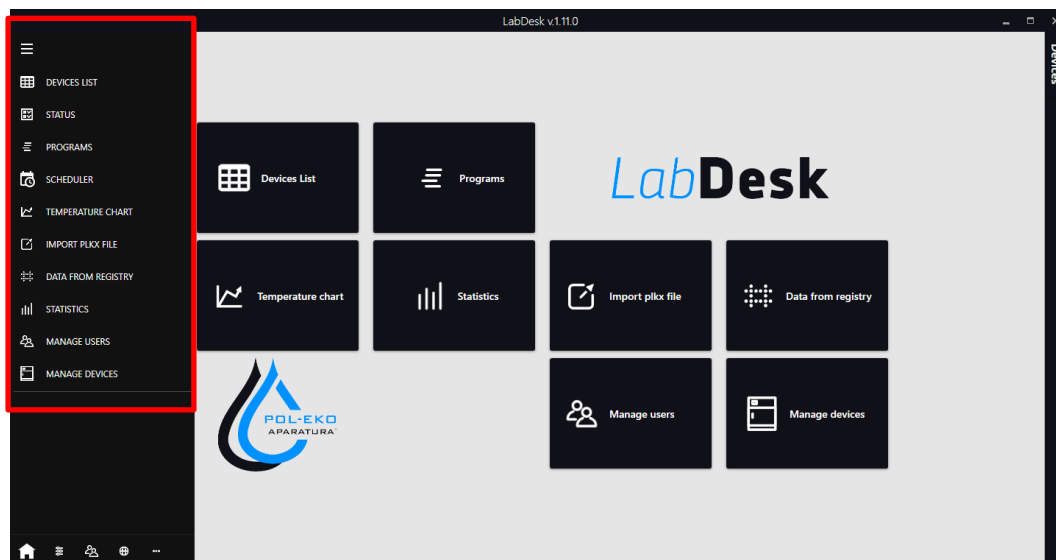 LabDesk v.1.11.0
Devices
DEVICES LIST
STATUS
PROGRAMS
SCHEDULER
TEMPERATURE CHART
IMPORT PLKX FILE
DATA FROM REGISTRY
STATISTICS
MANAGE USERS
MANAGE DEVICES
Devices List
Programs
LabDesk
Temperature chart
Statistics
Import plkx file
Data from registry
POL-EKO
APARATURA
Manage users
Manage devices